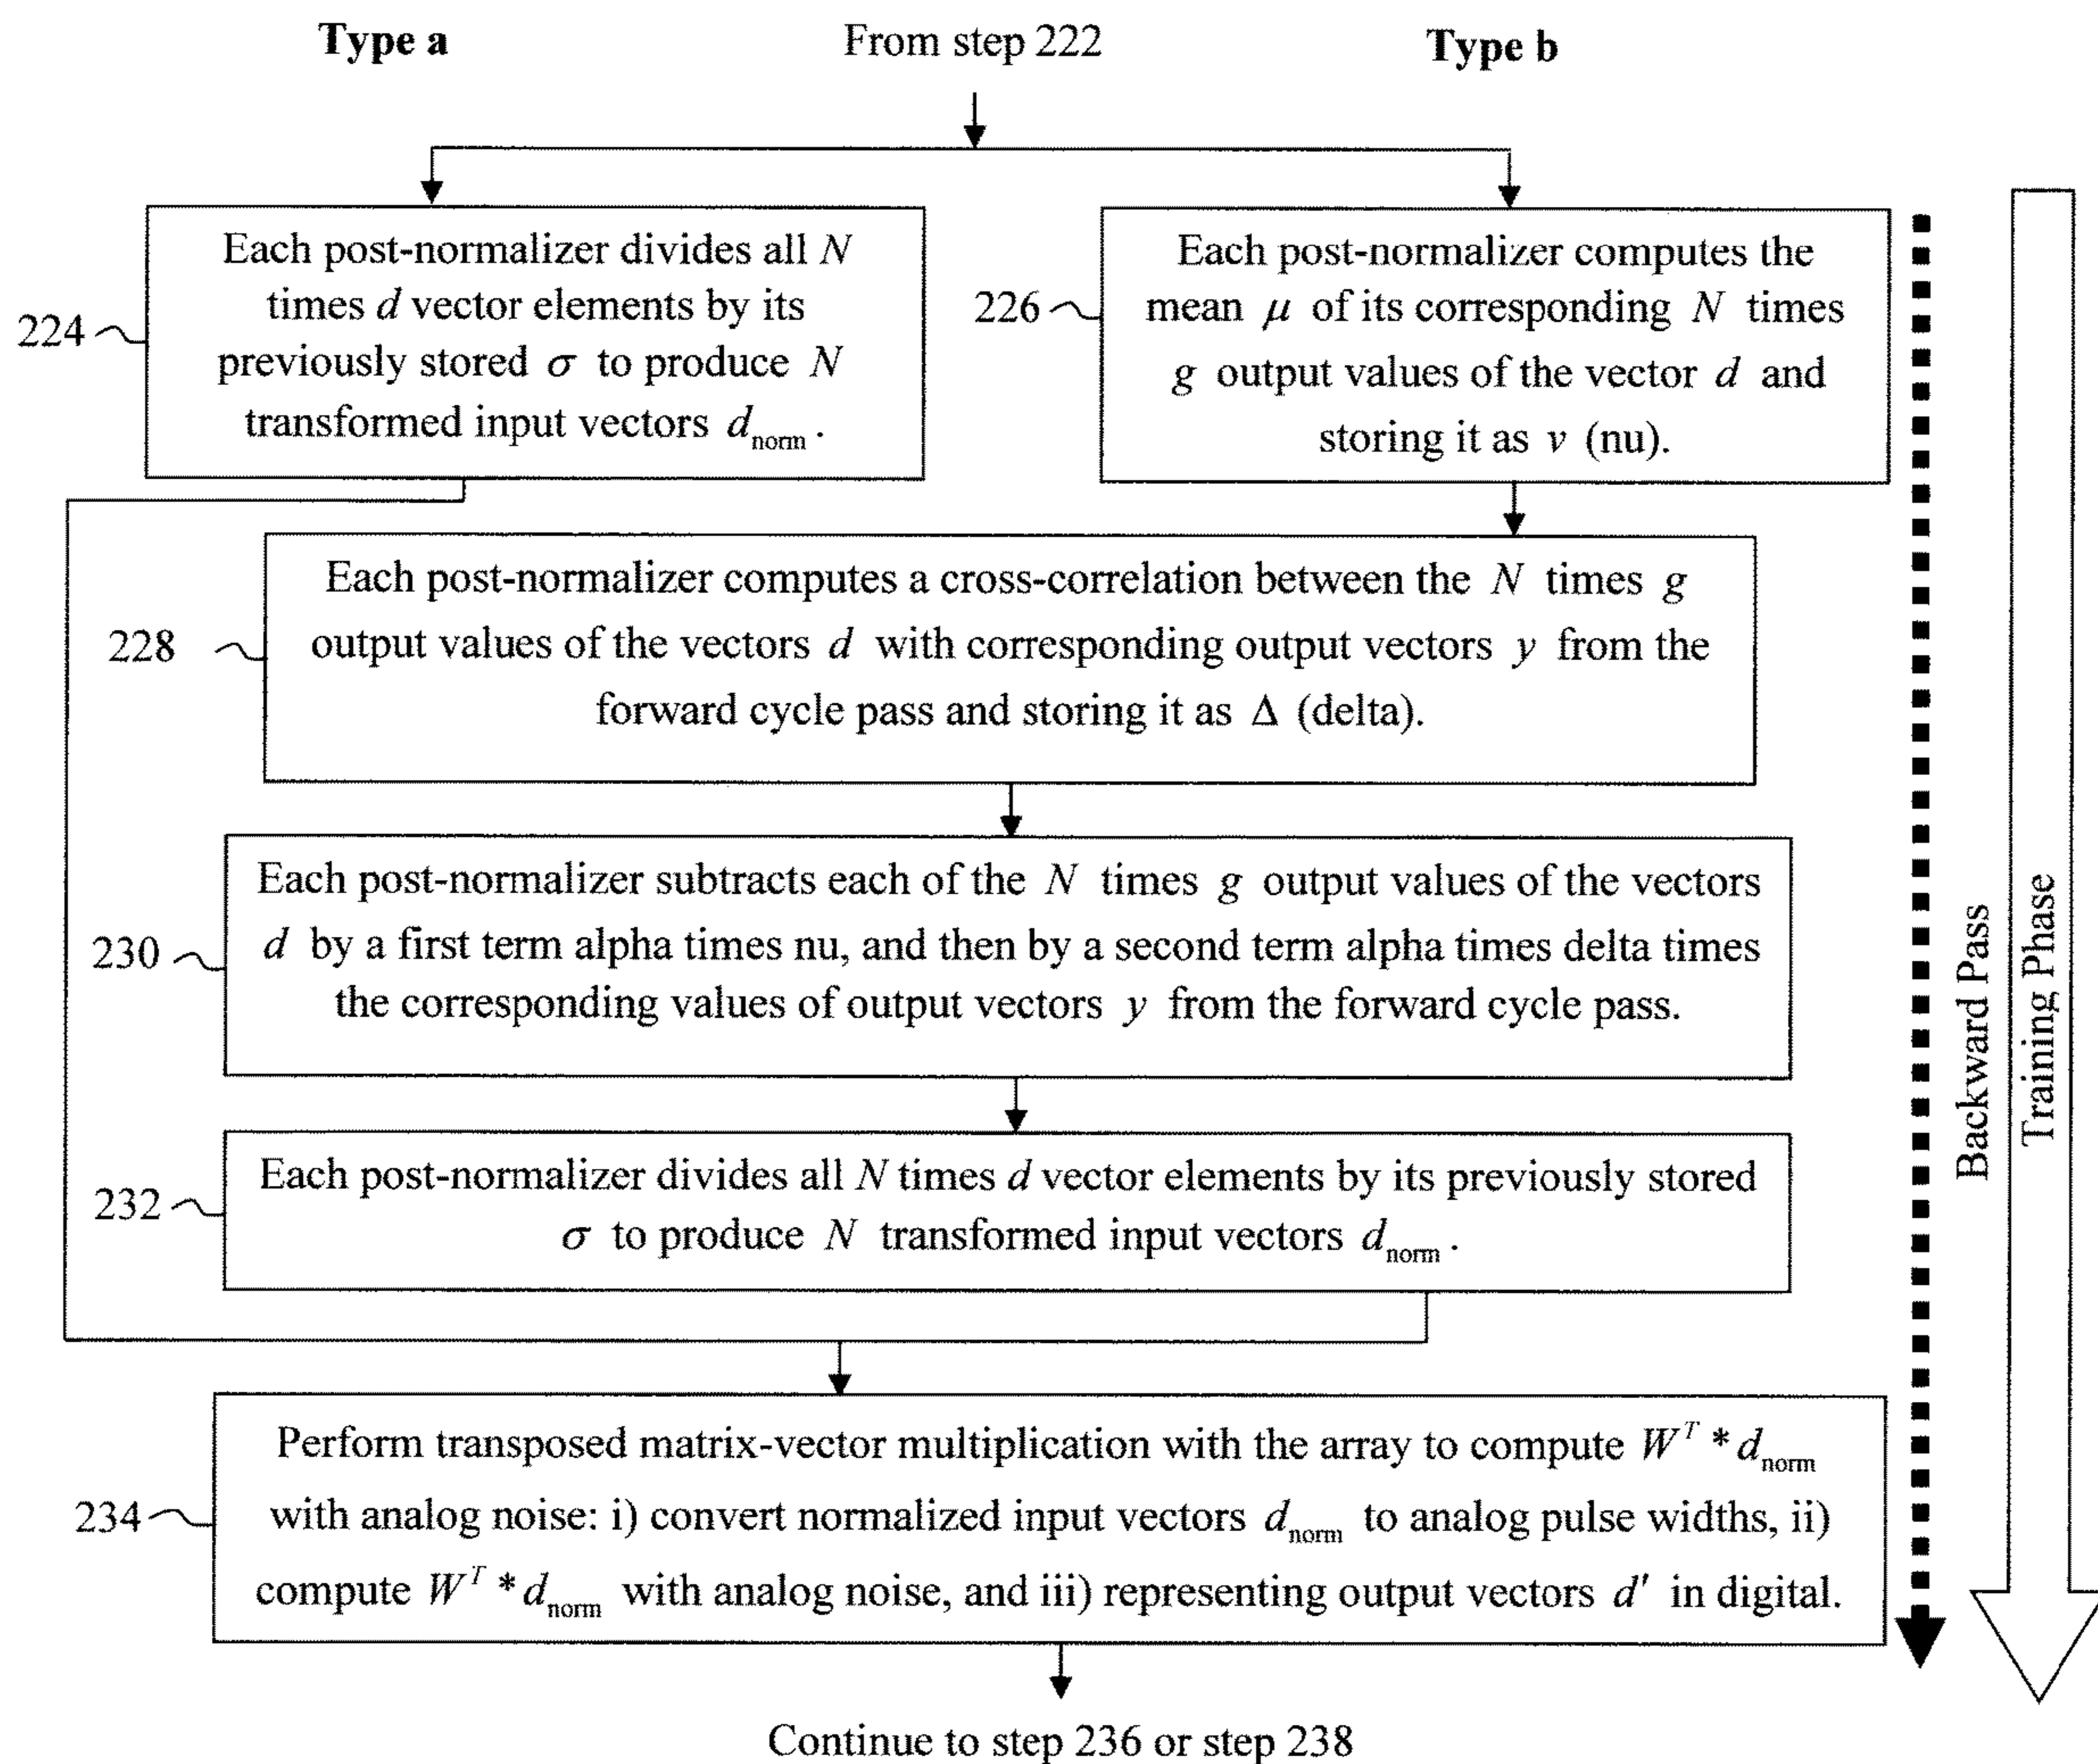 Type a
From step 222
Type b
224
Each post-normalizer divides all N
times d vector elements by its
previously stored σ to produce N
transformed input vectors d_norm.
226
Each post-normalizer computes the
mean μ of its corresponding N times
g output values of the vector d and
storing it as ν (nu).
228
Each post-normalizer computes a cross-correlation between the N times g
output values of the vectors d with corresponding output vectors y from the
forward cycle pass and storing it as Δ (delta).
230
Each post-normalizer subtracts each of the N times g output values of the vectors
d by a first term alpha times nu, and then by a second term alpha times delta times
the corresponding values of output vectors y from the forward cycle pass.
232
Each post-normalizer divides all N times d vector elements by its previously stored
σ to produce N transformed input vectors d_norm.
234
Perform transposed matrix-vector multiplication with the array to compute W^T * d_norm
with analog noise: i) convert normalized input vectors d_norm to analog pulse widths, ii)
compute W^T * d_norm with analog noise, and iii) representing output vectors d′ in digital.
Continue to step 236 or step 238
Backward Pass
Training Phase